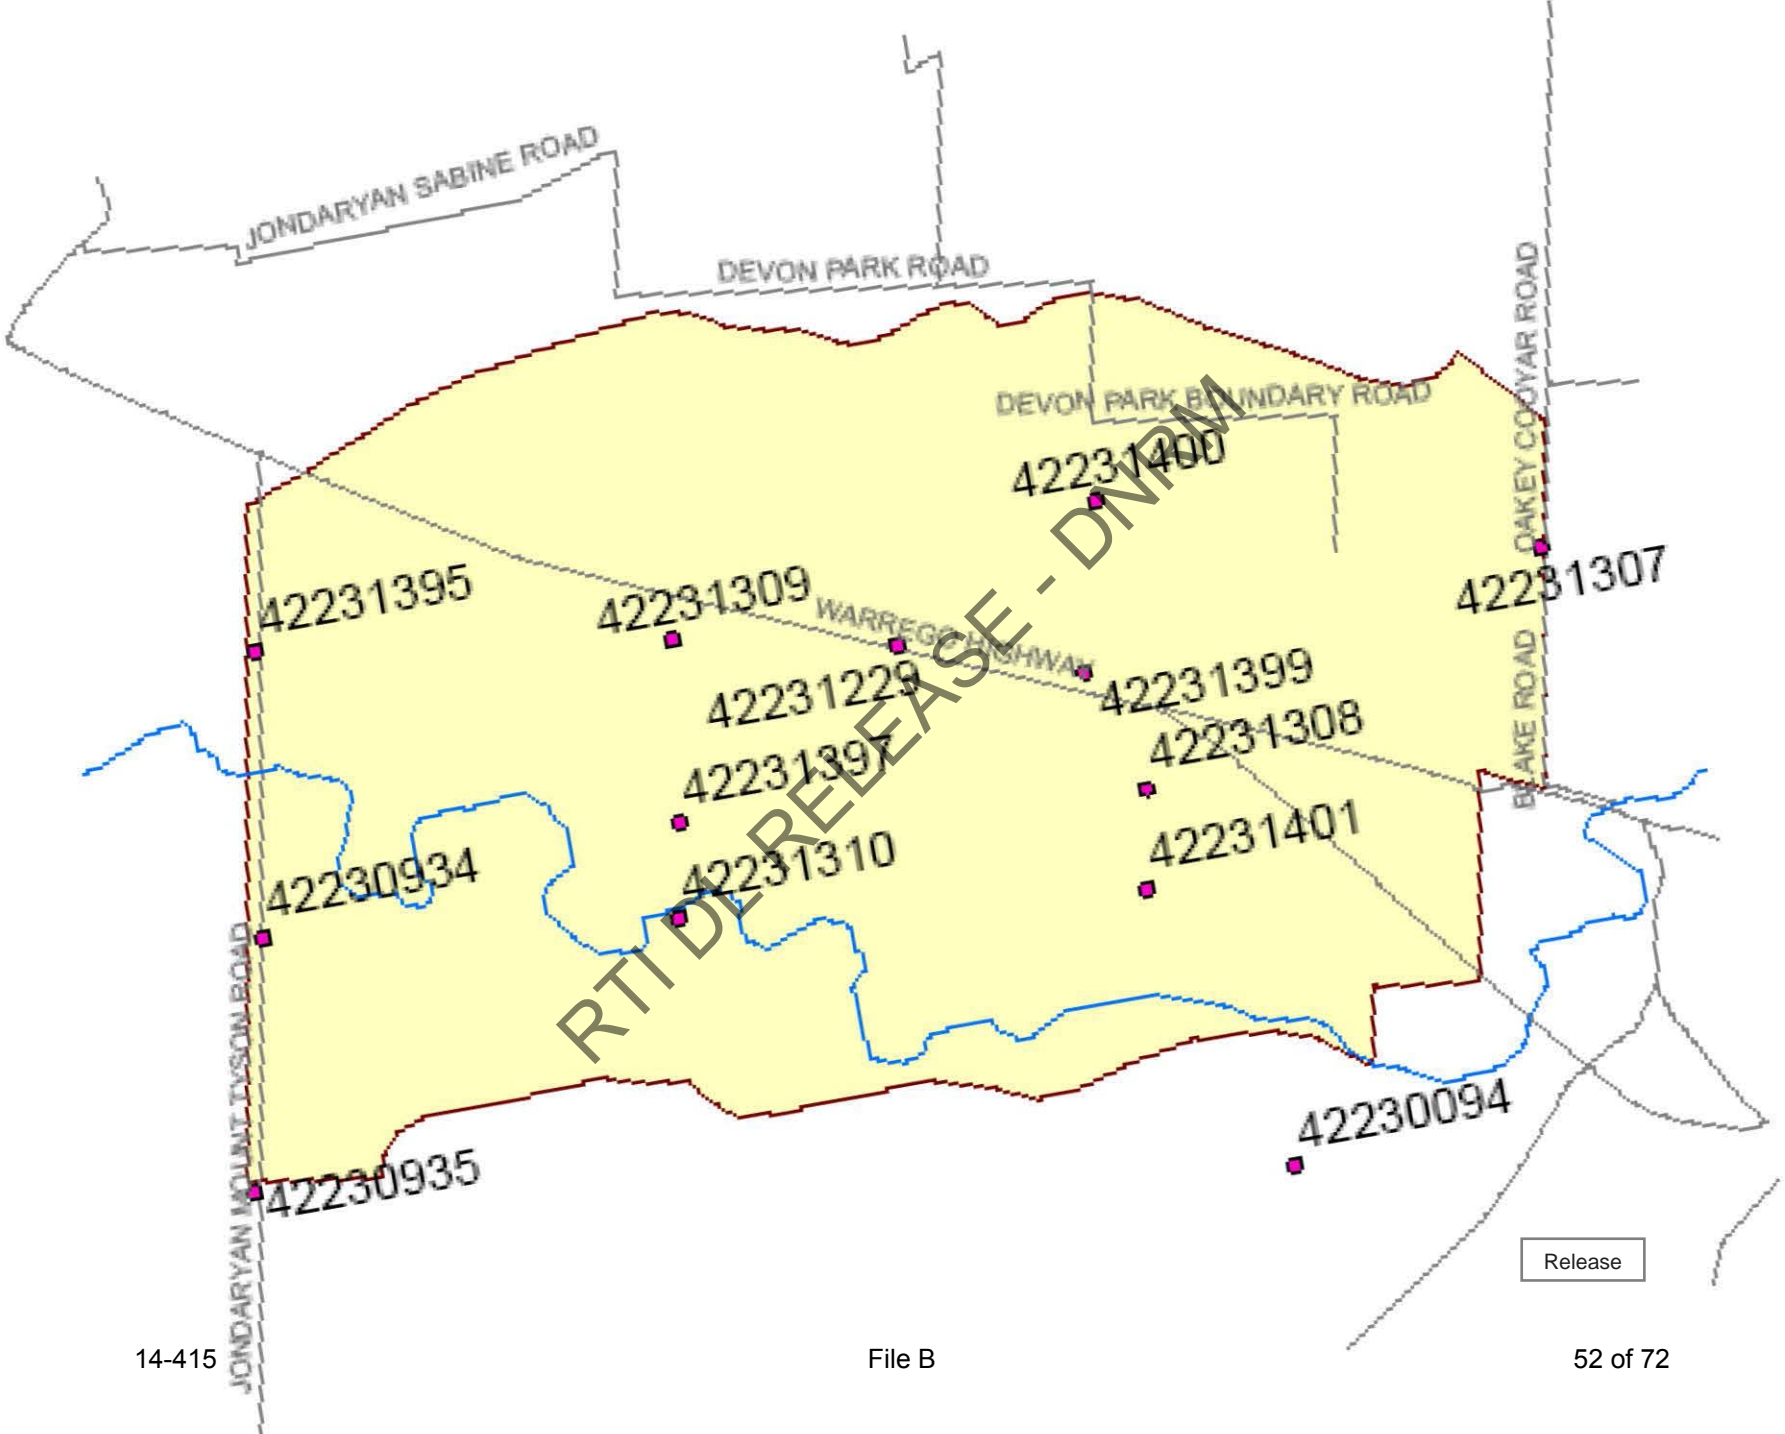 JONDARYAN SABINE ROAD
DEVON PARK ROAD
DEVON PARK BOUNDARY ROAD
OAKEY COOYAR ROAD
42231400
42231307
42231395
42231309
WARREGO HIGHWAY
42231229
42231399
42231308
BLAKE ROAD
42231397
42231401
42231310
42230934
JONDARYAN MOUNT TYSON ROAD
42230094
42230935
RTI DL RELEASE - DNRM
Release
14-415
File B
52 of 72